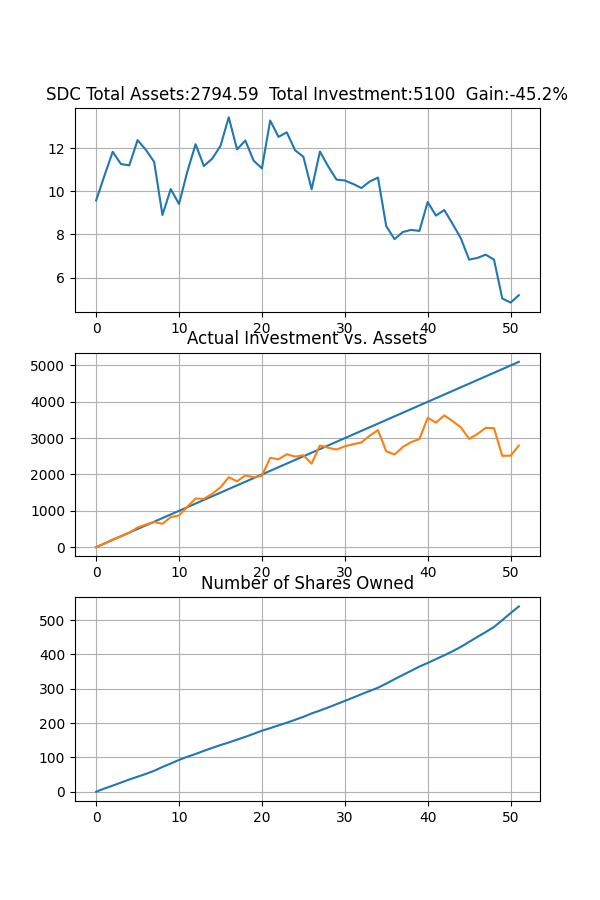 SDC Total Assets:2794.59  Total Investment:5100  Gain:-45.2%
12
10
8
6
0 10 20 30 40 50
Actual Investment vs. Assets
5000
4000
3000
2000
1000
0
0 10 20 30 40 50
Number of Shares Owned
500
400
300
200
100
0
0 10 20 30 40 50